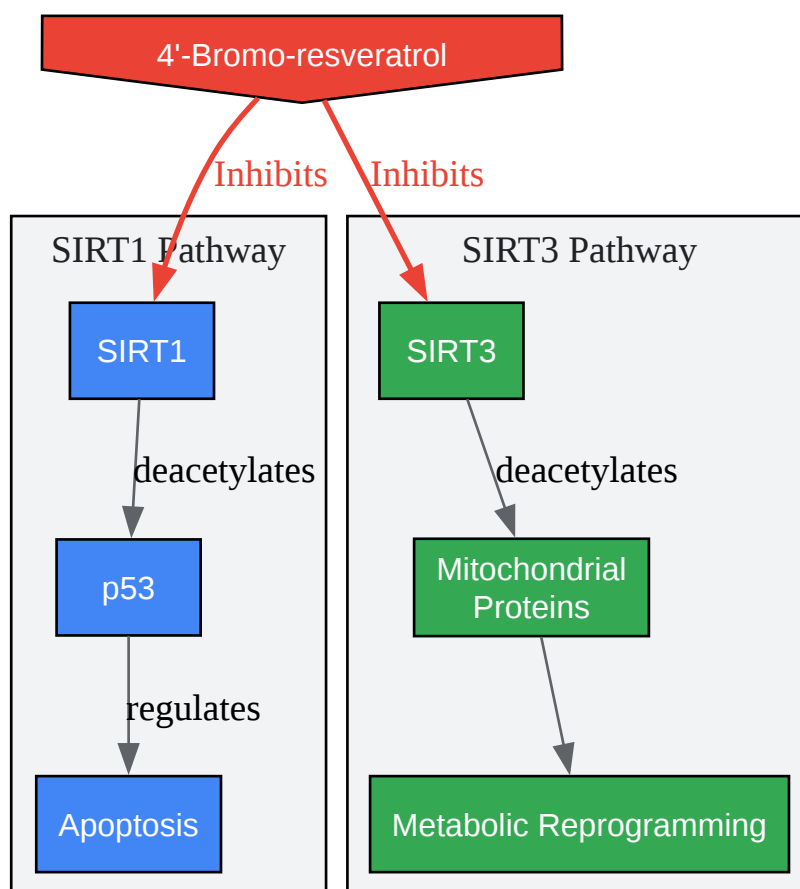 4'-Bromo-resveratrol
Inhibits
Inhibits
SIRT1 Pathway
SIRT3 Pathway
SIRT1
SIRT3
deacetylates
deacetylates
p53
Mitochondrial
Proteins
regulates
Apoptosis
Metabolic Reprogramming